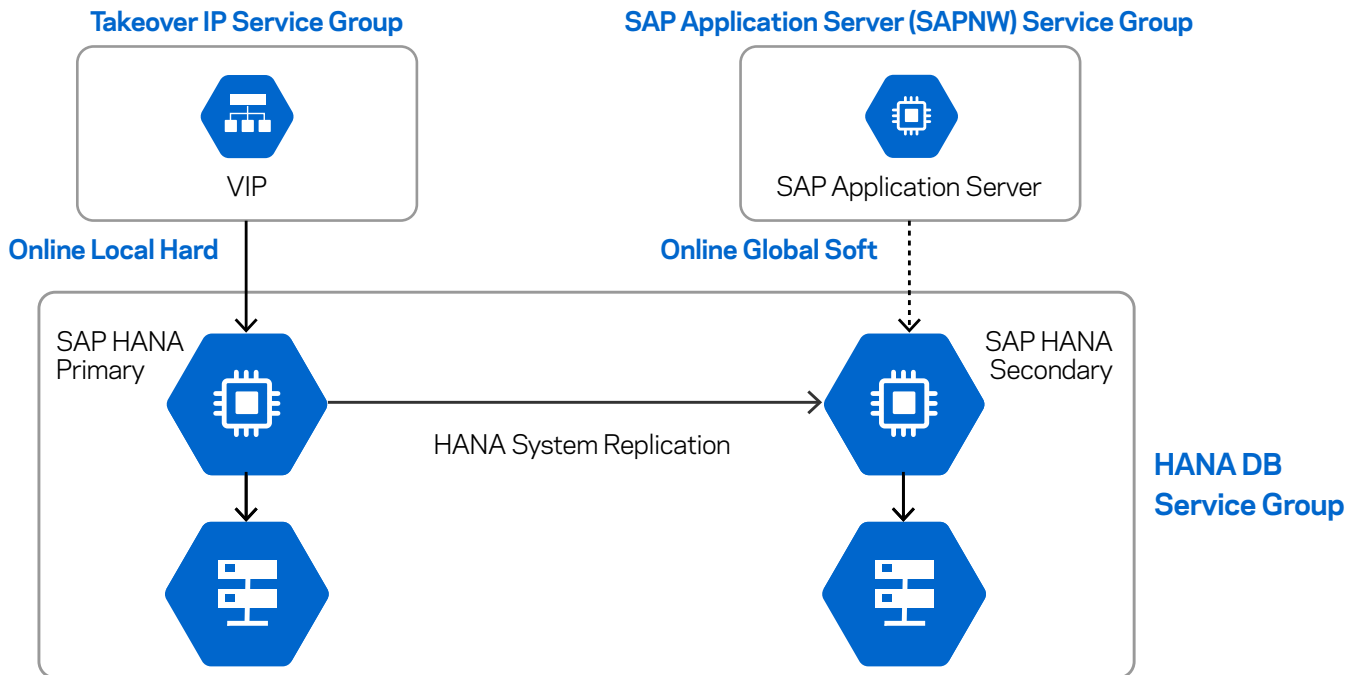 Takeover IP Service Group
SAP Application Server (SAPNW) Service Group
VIP
SAP Application Server
Online Local Hard
Online Global Soft
SAP HANA
Primary
SAP HANA
Secondary
HANA System Replication
HANA DB
Service Group